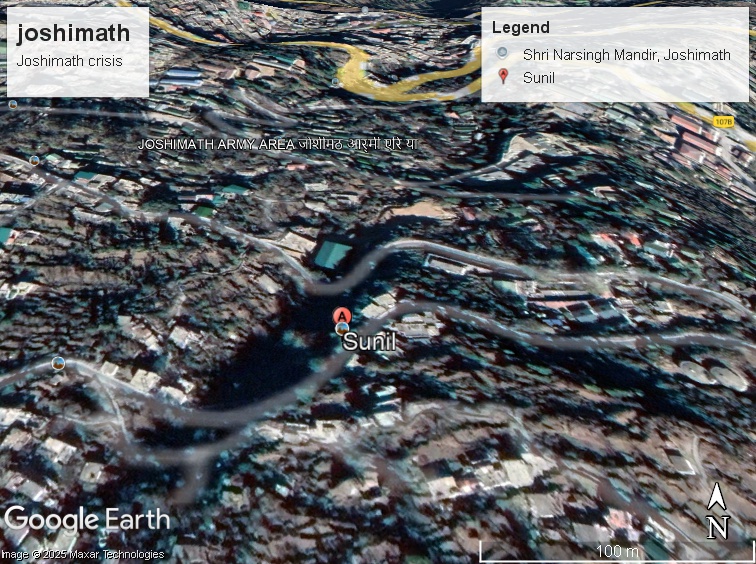 joshimath
Joshimath crisis
Legend
Shri Narsingh Mandir, Joshimath
Sunil
107B
JOSHIMATH ARMY AREA जोशीमठ आरमी एरि या
A
Sunil
Google Earth
N
Image © 2025 Maxar Technologies
100 m